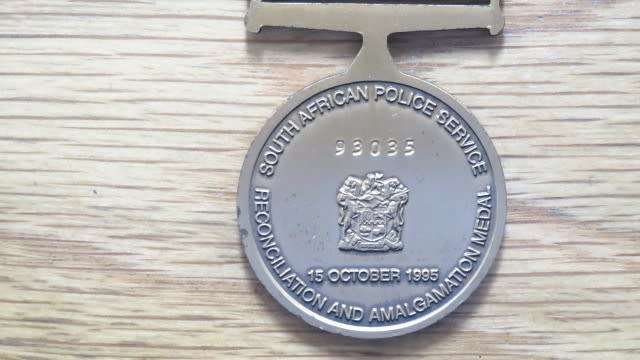 SOUTH AFRICAN POLICE SERVICE
93035
15 OCTOBER 1995
RECONCILIATION AND AMALGAMATION MEDAL